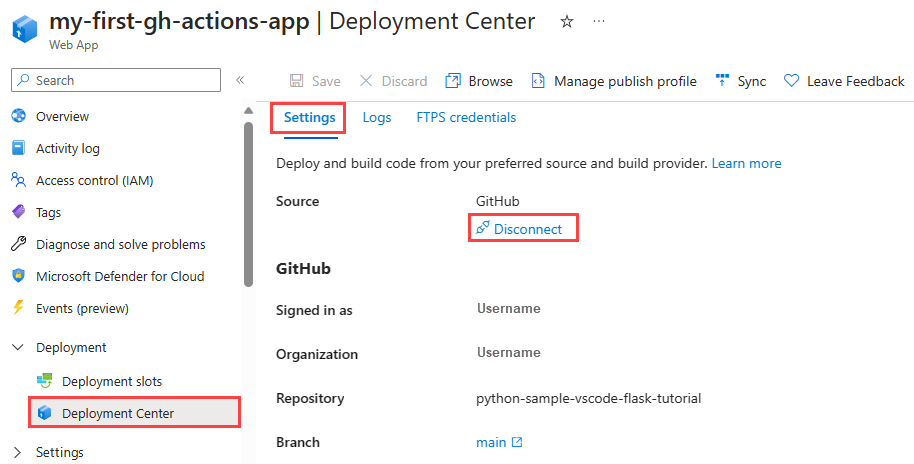 my-first-gh-actions-app | Deployment Center
Web App
Search
Save
Discard
Browse
Manage publish profile
Sync
Leave Feedback
Overview
Activity log
Access control (IAM)
Tags
Diagnose and solve problems
Microsoft Defender for Cloud
Events (preview)
Deployment
Deployment slots
Deployment Center
Settings
Settings
Logs
FTPS credentials
Deploy and build code from your preferred source and build provider. Learn more
Source
GitHub
Disconnect
GitHub
Signed in as
Username
Organization
Username
Repository
python-sample-vscode-flask-tutorial
Branch
main